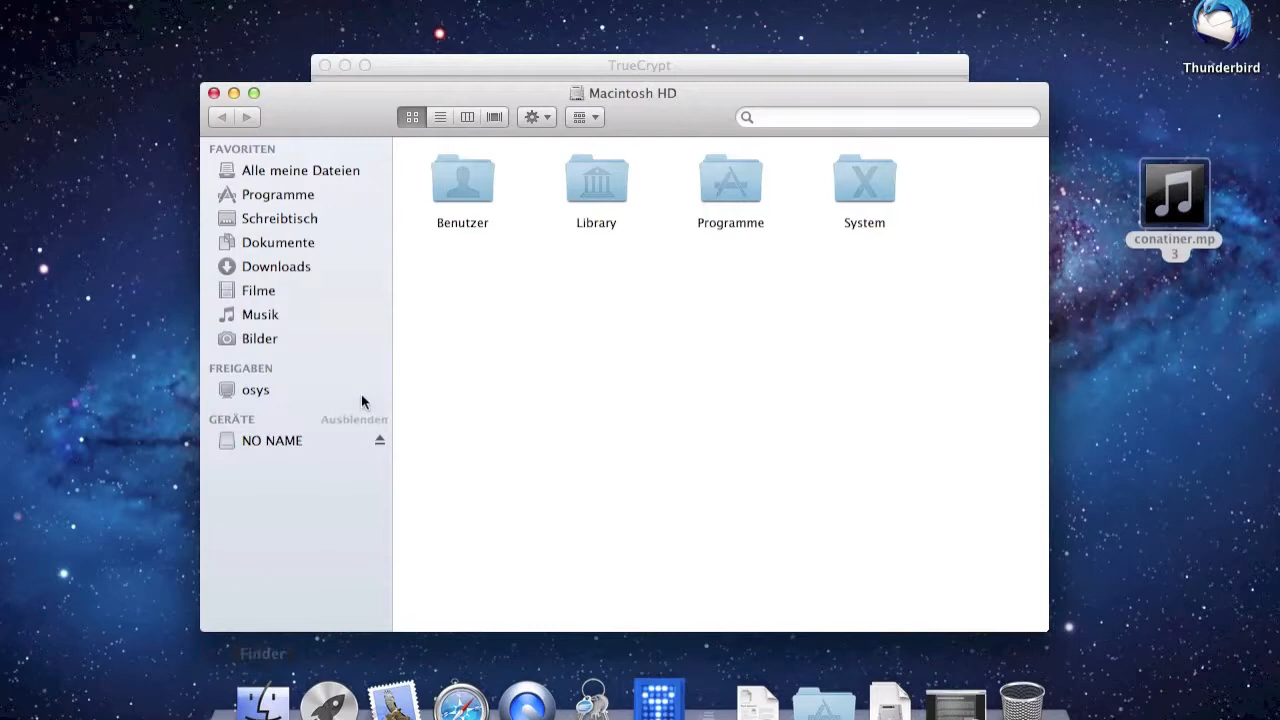 Thunderbird
TrueCrypt
Macintosh HD
FAVORITEN
Alle meine Dateien
Programme
Schreibtisch
Dokumente
Downloads
Filme
Musik
Bilder
FREIGABEN
osys
GERÄTE Ausblenden
NO NAME
Benutzer
Library
Programme
System
conatiner.mp
3
Finder